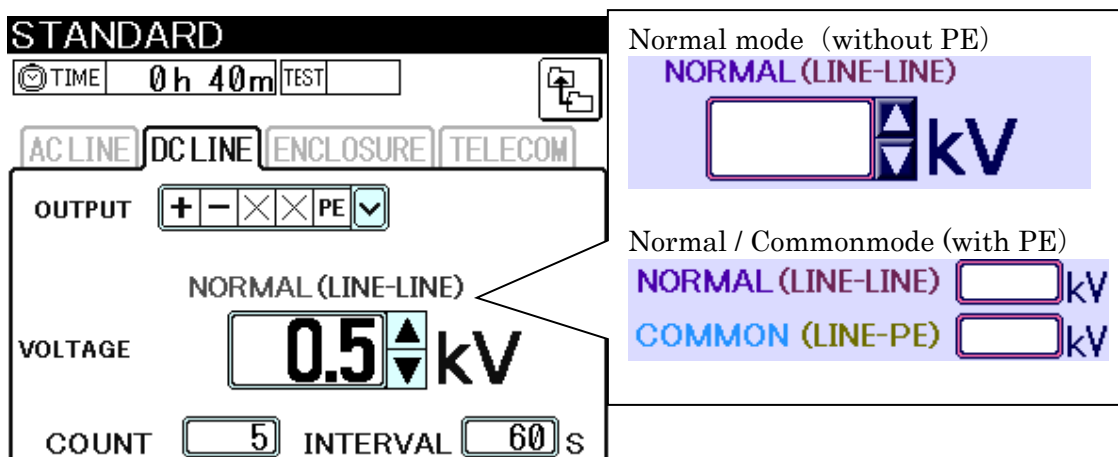 STANDARD
TIME 0h 40m TEST
AC LINE DC LINE ENCLOSURE TELECOM
OUTPUT + - X X PE
NORMAL (LINE-LINE)
VOLTAGE 0.5 kV
COUNT 5 INTERVAL 60 S
Normal mode (without PE)
NORMAL (LINE-LINE)
kV
Normal / Commonmode (with PE)
NORMAL (LINE-LINE) kV
COMMON (LINE-PE) kV